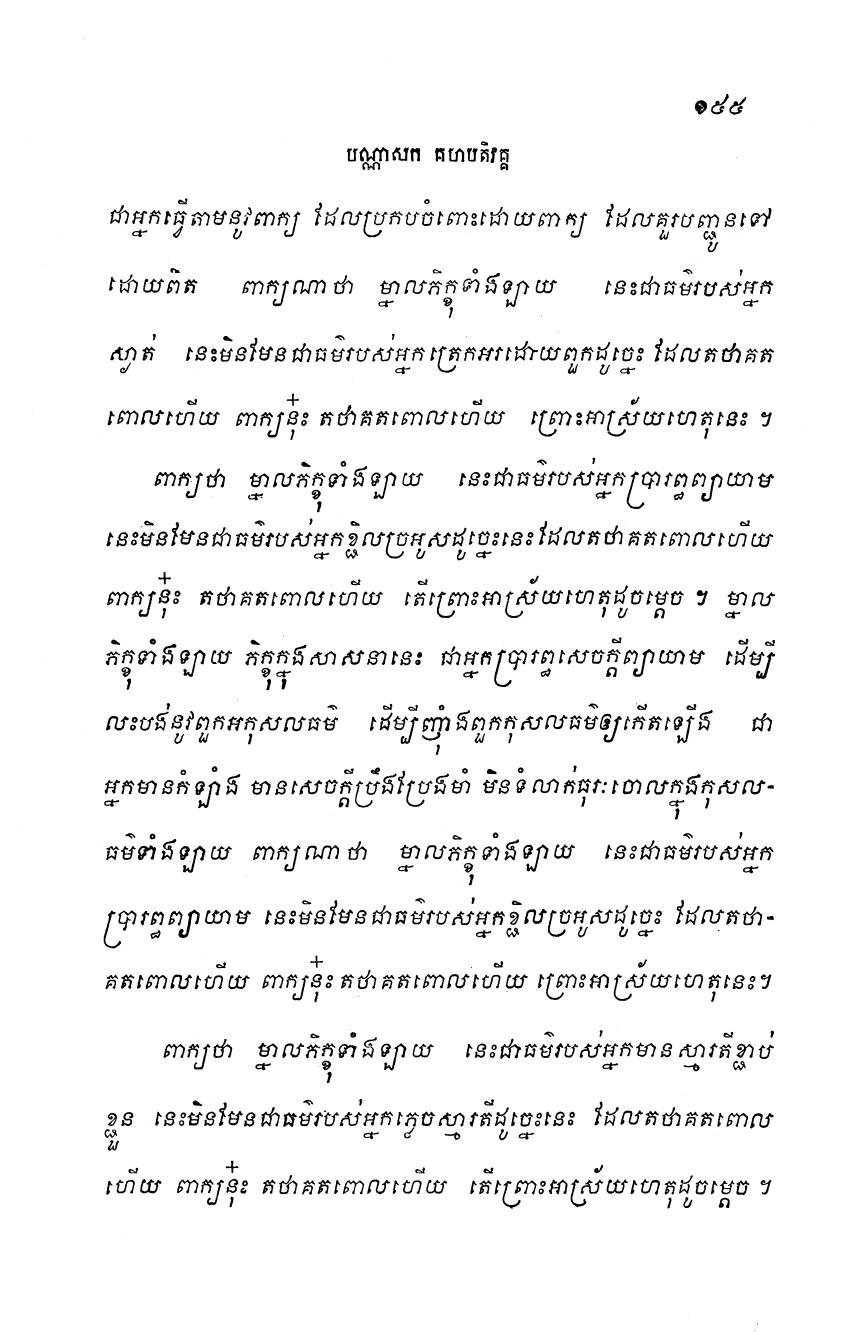 ១៥៥
បណ្ណាសក គហបតិវគ្គ
ជាអ្នកធ្វើតាមនូវពាក្យ ដែលប្រកបចំពោះដោយពាក្យ ដែលគួរបញ្ជូនទៅ
ដោយពិត ពាក្យណាថា ម្នាលភិក្ខុទាំងឡាយ នេះជាធម៌របស់អ្នក
ស្ងាត់ នេះមិនមែនជាធម៌របស់អ្នកត្រេកអរដោយពួកដូច្នេះ ដែលតថាគត
ពោលហើយ ពាក្យនុ៎ះ តថាគតពោលហើយ ព្រោះអាស្រ័យហេតុនេះ ។
ពាក្យថា ម្នាលភិក្ខុទាំងឡាយ នេះជាធម៌របស់អ្នកប្រារព្ធព្យាយាម
នេះមិនមែនជាធម៌របស់អ្នកខ្ជិលច្រអូសដូច្នេះនេះ ដែលតថាគតពោលហើយ
ពាក្យនុ៎ះ តថាគតពោលហើយ តើព្រោះអាស្រ័យហេតុដូចម្តេច ។ ម្នាល
ភិក្ខុទាំងឡាយ ភិក្ខុក្នុងសាសនានេះ ជាអ្នកប្រារព្ធសេចក្តីព្យាយាម ដើម្បី
លះបង់នូវពួកអកុសលធម៌ ដើម្បីញុំាងពួកកុសលធម៌ឲ្យកើតឡើង ជា
អ្នកមានកំឡាំង មានសេចក្តីប្រឹងប្រែងមាំ មិនទំលាក់ធុរៈចោលក្នុងកុសល-
ធម៌ទាំងឡាយ ពាក្យណាថា ម្នាលភិក្ខុទាំងឡាយ នេះជាធម៌របស់អ្នក
ប្រារព្ធព្យាយាម នេះមិនមែនជាធម៌របស់អ្នកខ្ជិលច្រអូសដូច្នេះ ដែលតថា-
គតពោលហើយ ពាក្យនុ៎ះ តថាគតពោលហើយ ព្រោះអាស្រ័យហេតុនេះ។
ពាក្យថា ម្នាលភិក្ខុទាំងឡាយ នេះជាធម៌របស់អ្នកមានស្មារតីខ្ជាប់
ខ្ជួន នេះមិនមែនជាធម៌របស់អ្នកភ្លេចស្មារតីដូច្នេះនេះ ដែលតថាគតពោល
ហើយ ពាក្យនុ៎ះ តថាគតពោលហើយ តើព្រោះអាស្រ័យហេតុដូចម្តេច ។